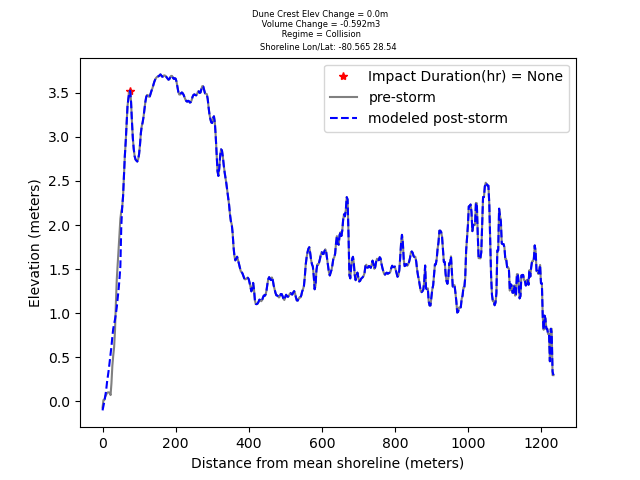 Dune Crest Elev Change = 0.0m
Volume Change = -0.592m3
Regime = Collision
Shoreline Lon/Lat: -80.565 28.54
Impact Duration(hr) = None
pre-storm
modeled post-storm
Elevation (meters)
3.5
3.0
2.5
2.0
1.5
1.0
0.5
0.0
0 200 400 600 800 1000 1200
Distance from mean shoreline (meters)